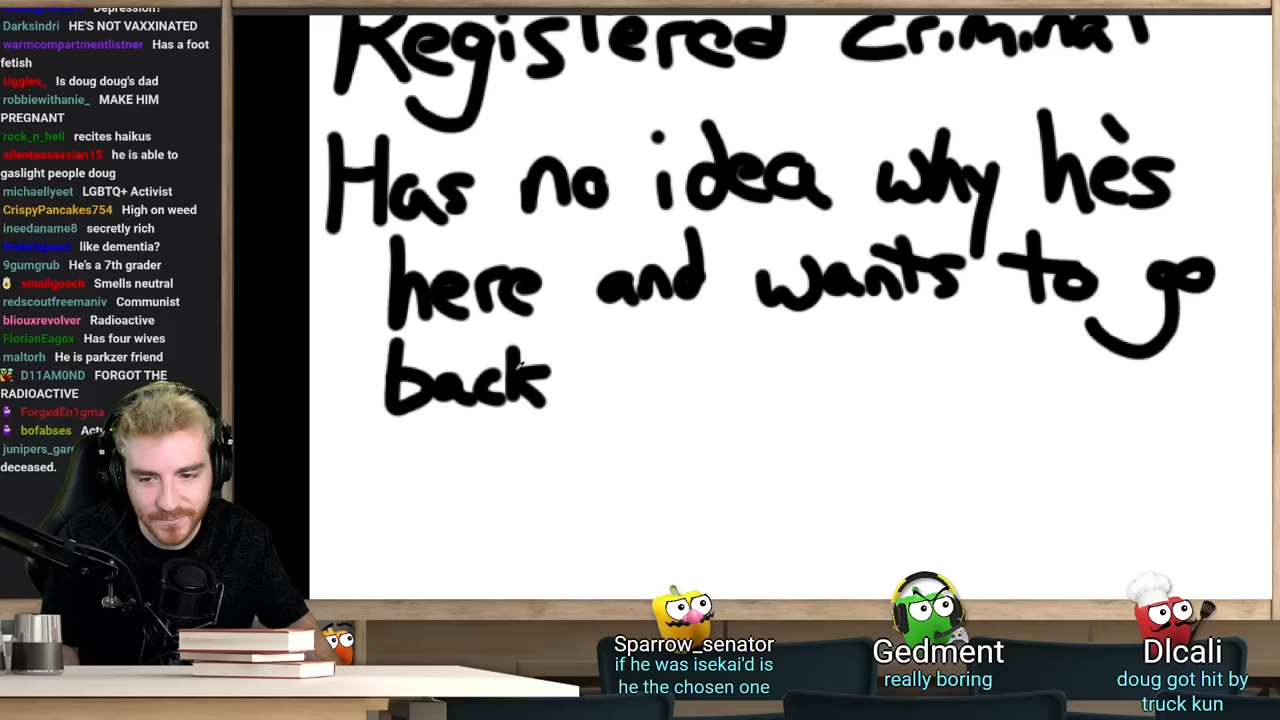 Darksindri HE'S NOT VAXXINATED
warmcompartmentlistner Has a foot
fetish
Uggles_ Is doug doug's dad
robbiewithanie_ MAKE HIM
PREGNANT
rock_n_hell recites haikus
silentassassian15 he is able to
gaslight people doug
michaellyeet LGBTQ+ Activist
CrispyPancakes754 High on weed
ineedaname8 secretly rich
like dementia?
9gumgrub He's a 7th grader
smallgooch Smells neutral
redscoutfreemaniv Communist
bliouxrevolver Radioactive
FlorianEagox Has four wives
maltorh He is parkzer friend
D11AM0ND FORGOT THE
RADIOACTIVE
ForgedEn1gma
bofabses
deceased.
Registered Criminal
Has no idea why he's
here and wants to go
back
Sparrow_senator
if he was isekai'd is
he the chosen one
Gedment
really boring
Dlcali
doug got hit by
truck kun